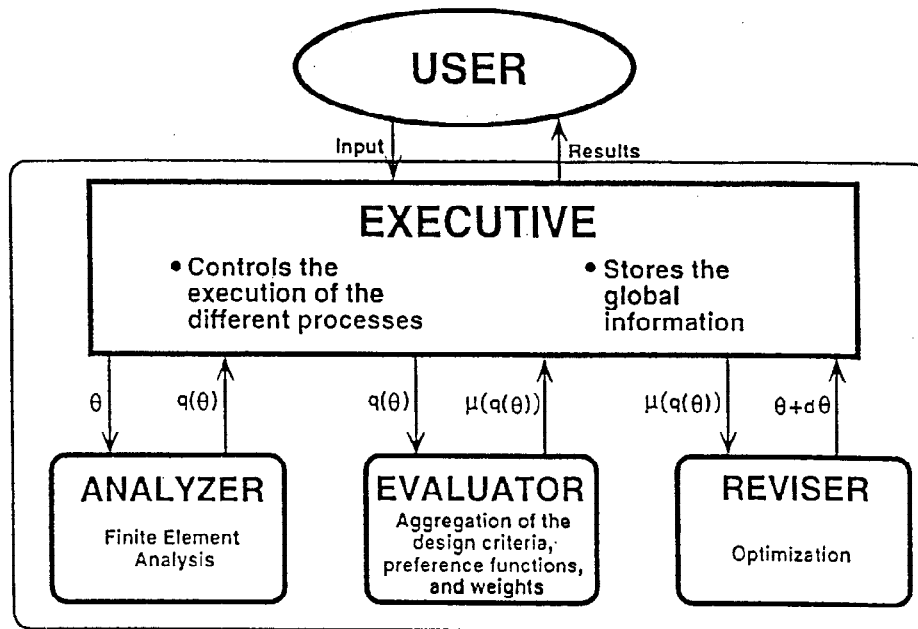 USER
Input
Results
EXECUTIVE
• Controls the
execution of the
different processes
• Stores the
global
information
θ
q(θ)
q(θ)
μ(q(θ))
μ(q(θ))
θ+dθ
ANALYZER
Finite Element
Analysis
EVALUATOR
Aggregation of the
design criteria,
preference functions,
and weights
REVISER
Optimization